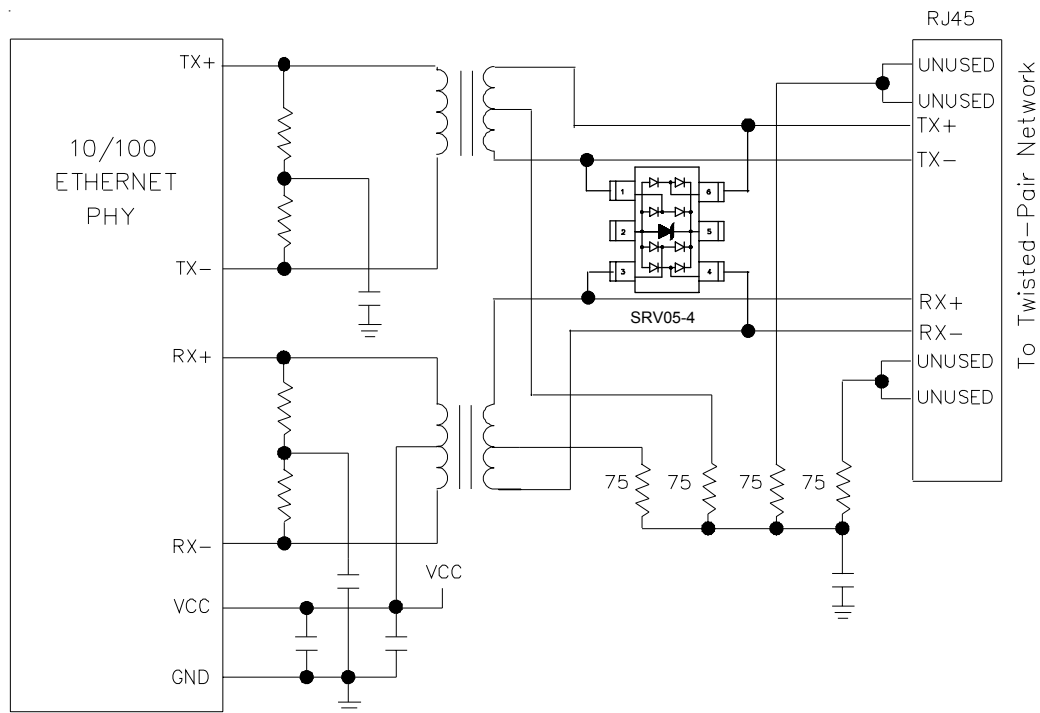 RJ45
TX+
UNUSED
UNUSED
TX+
TX-
10/100
ETHERNET
PHY
1
6
2
5
3
4
TX-
SRV05-4
RX+
RX-
UNUSED
UNUSED
To Twisted-Pair Network
RX+
75
75
75
75
RX-
VCC
VCC
GND